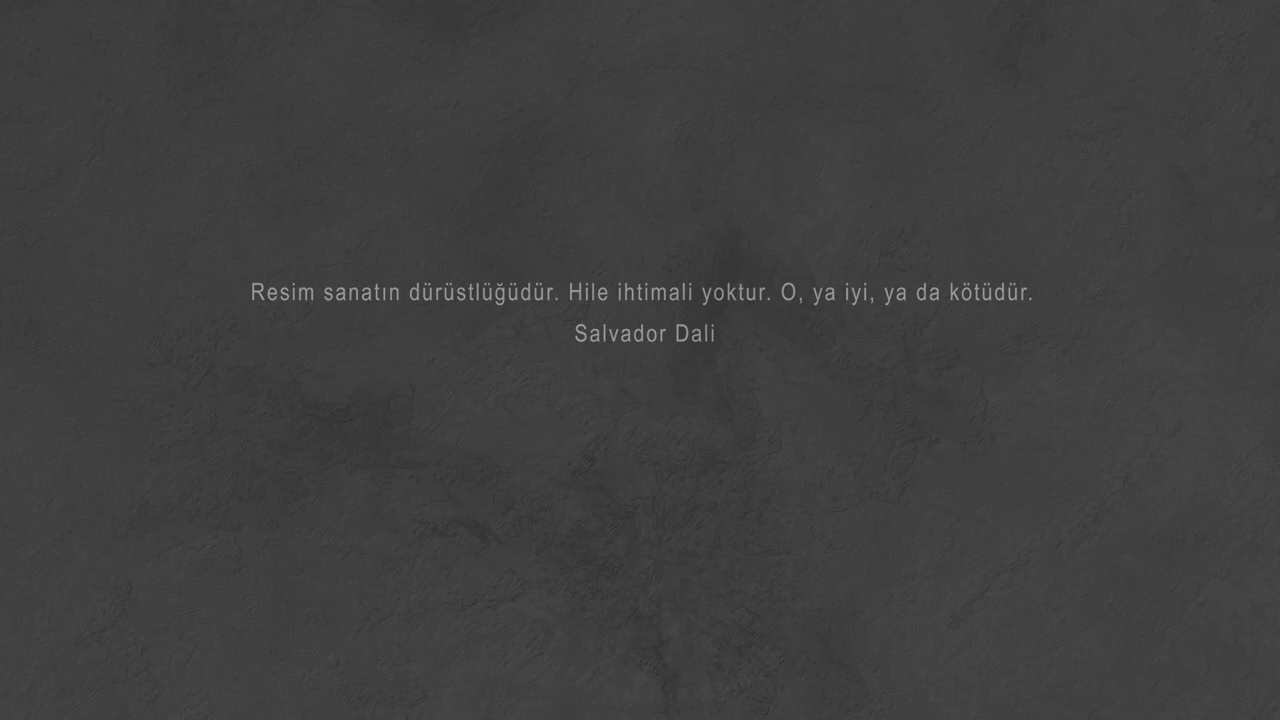 Resim sanatın dürüstlüğüdür. Hile ihtimali yoktur. O, ya iyi, ya da kötüdür.
Salvador Dali